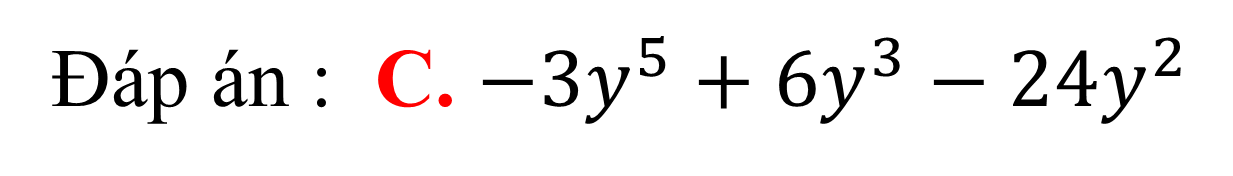 Đáp án : C. −3y⁵ + 6y³ − 24y²